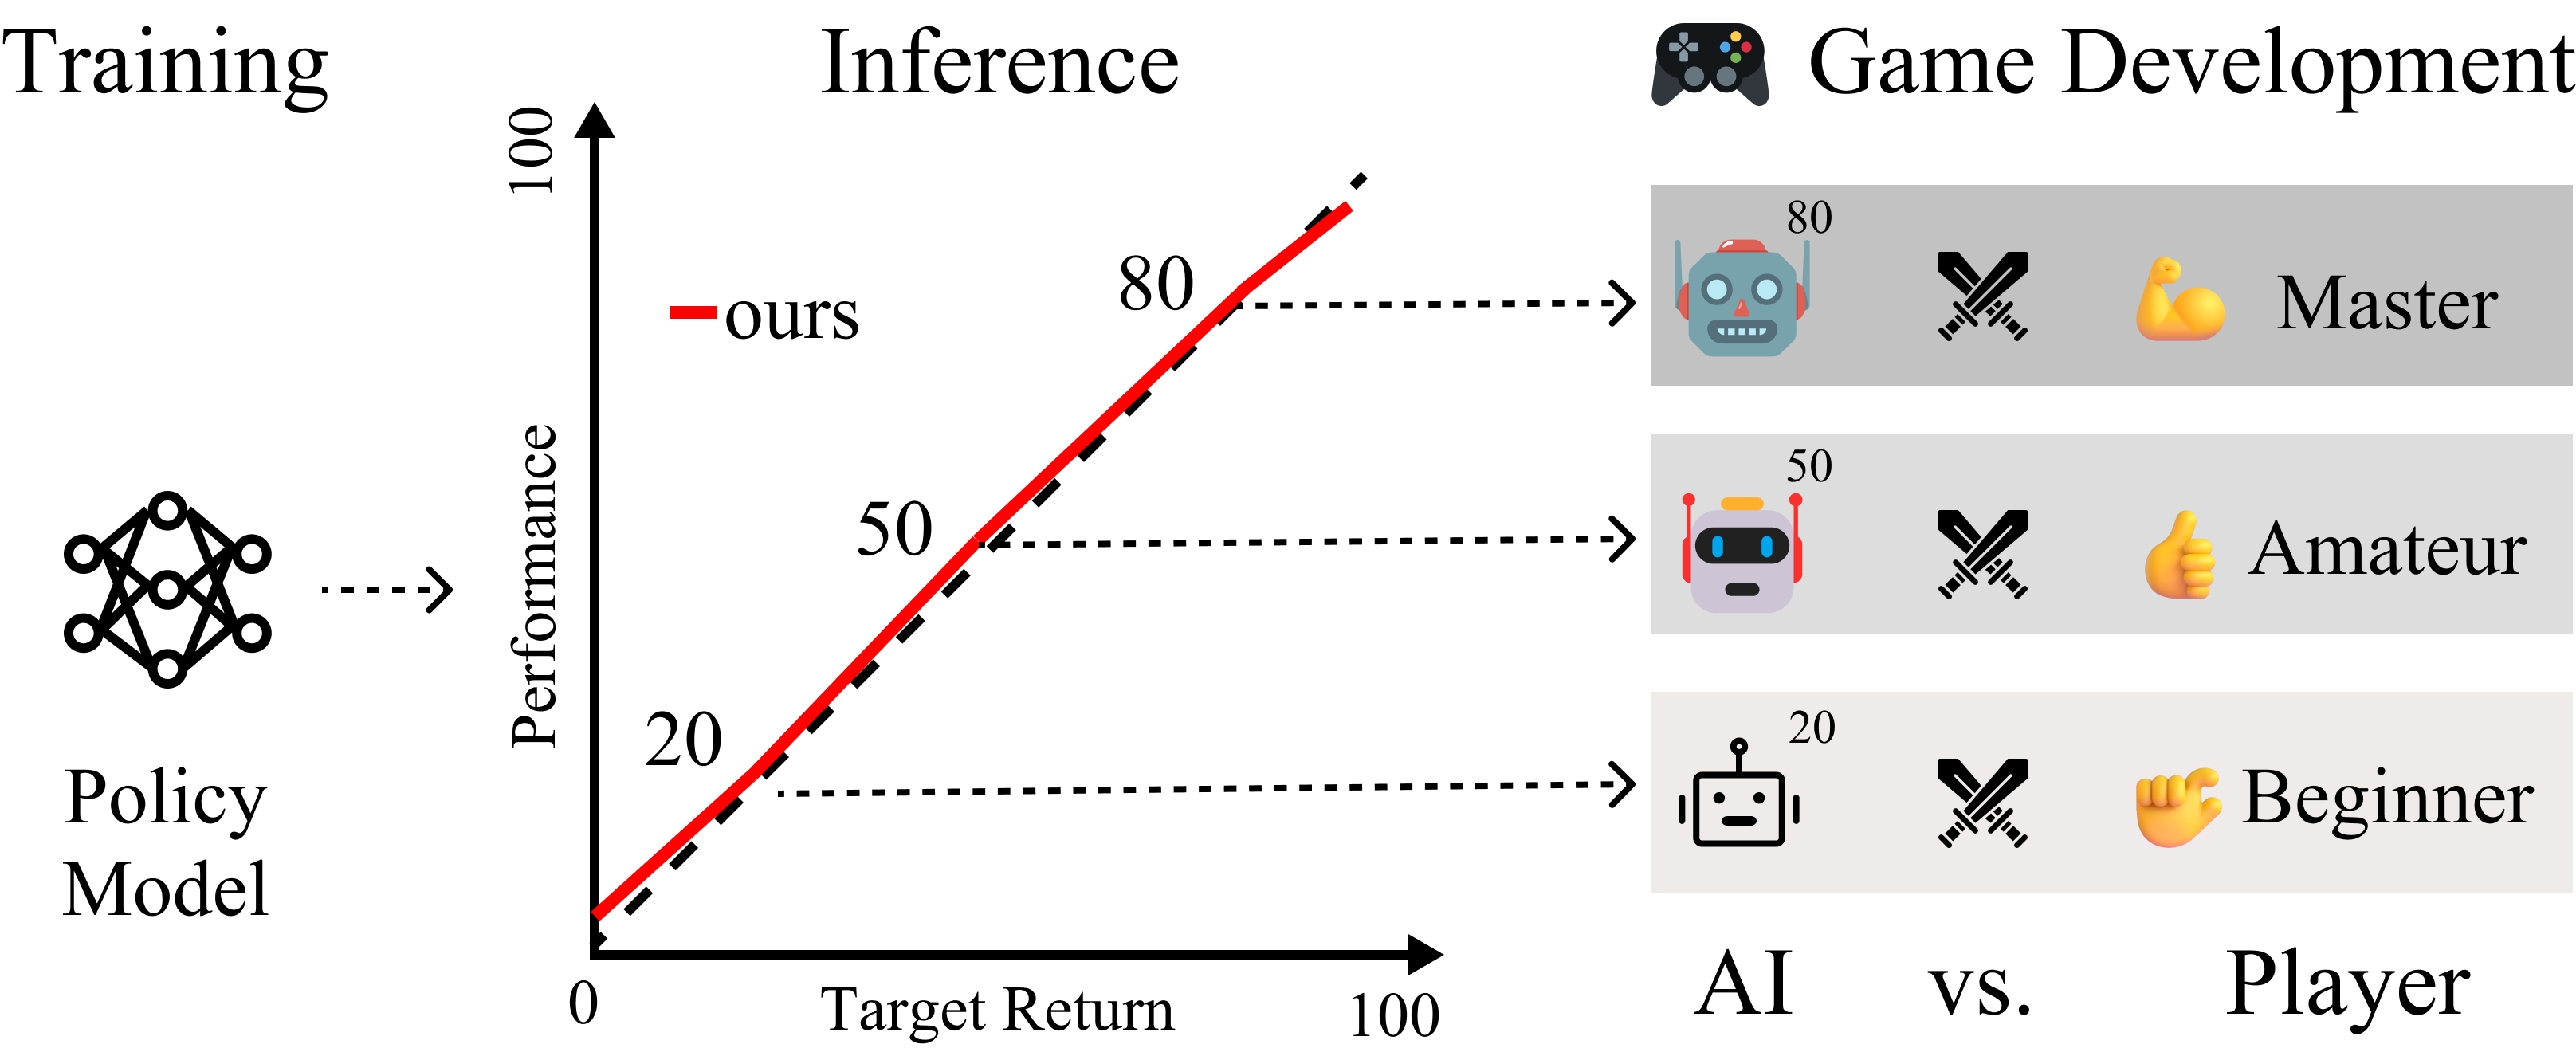 Training
Policy
Model
Inference
100
Performance
ours
80
50
20
0
Target Return
100
Game Development
80
Master
50
Amateur
20
Beginner
AI vs. Player